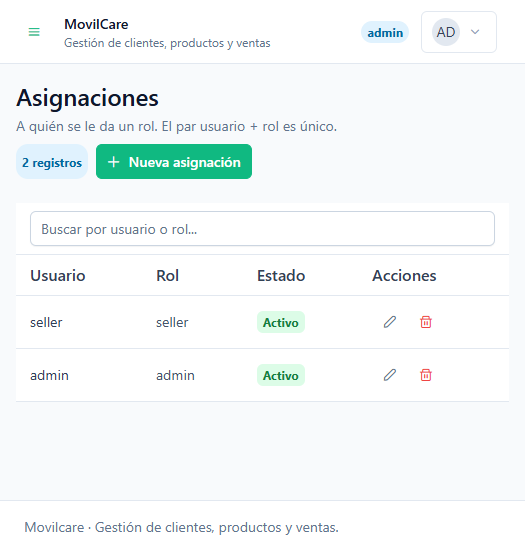 MovilCare
Gestión de clientes, productos y ventas
admin
AD
Asignaciones
A quién se le da un rol. El par usuario + rol es único.
2 registros
+ Nueva asignación
Buscar por usuario o rol...
Usuario Rol Estado Acciones
seller seller Activo
admin admin Activo
Movilcare · Gestión de clientes, productos y ventas.